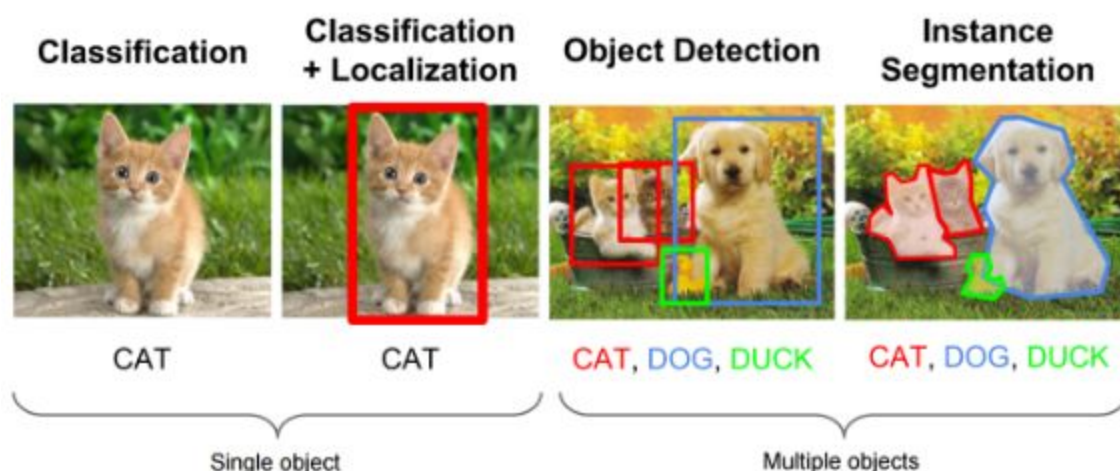 Classification
Classification
+ Localization
Object Detection
Instance
Segmentation
CAT
CAT
CAT, DOG, DUCK
CAT, DOG, DUCK
Single object
Multiple objects